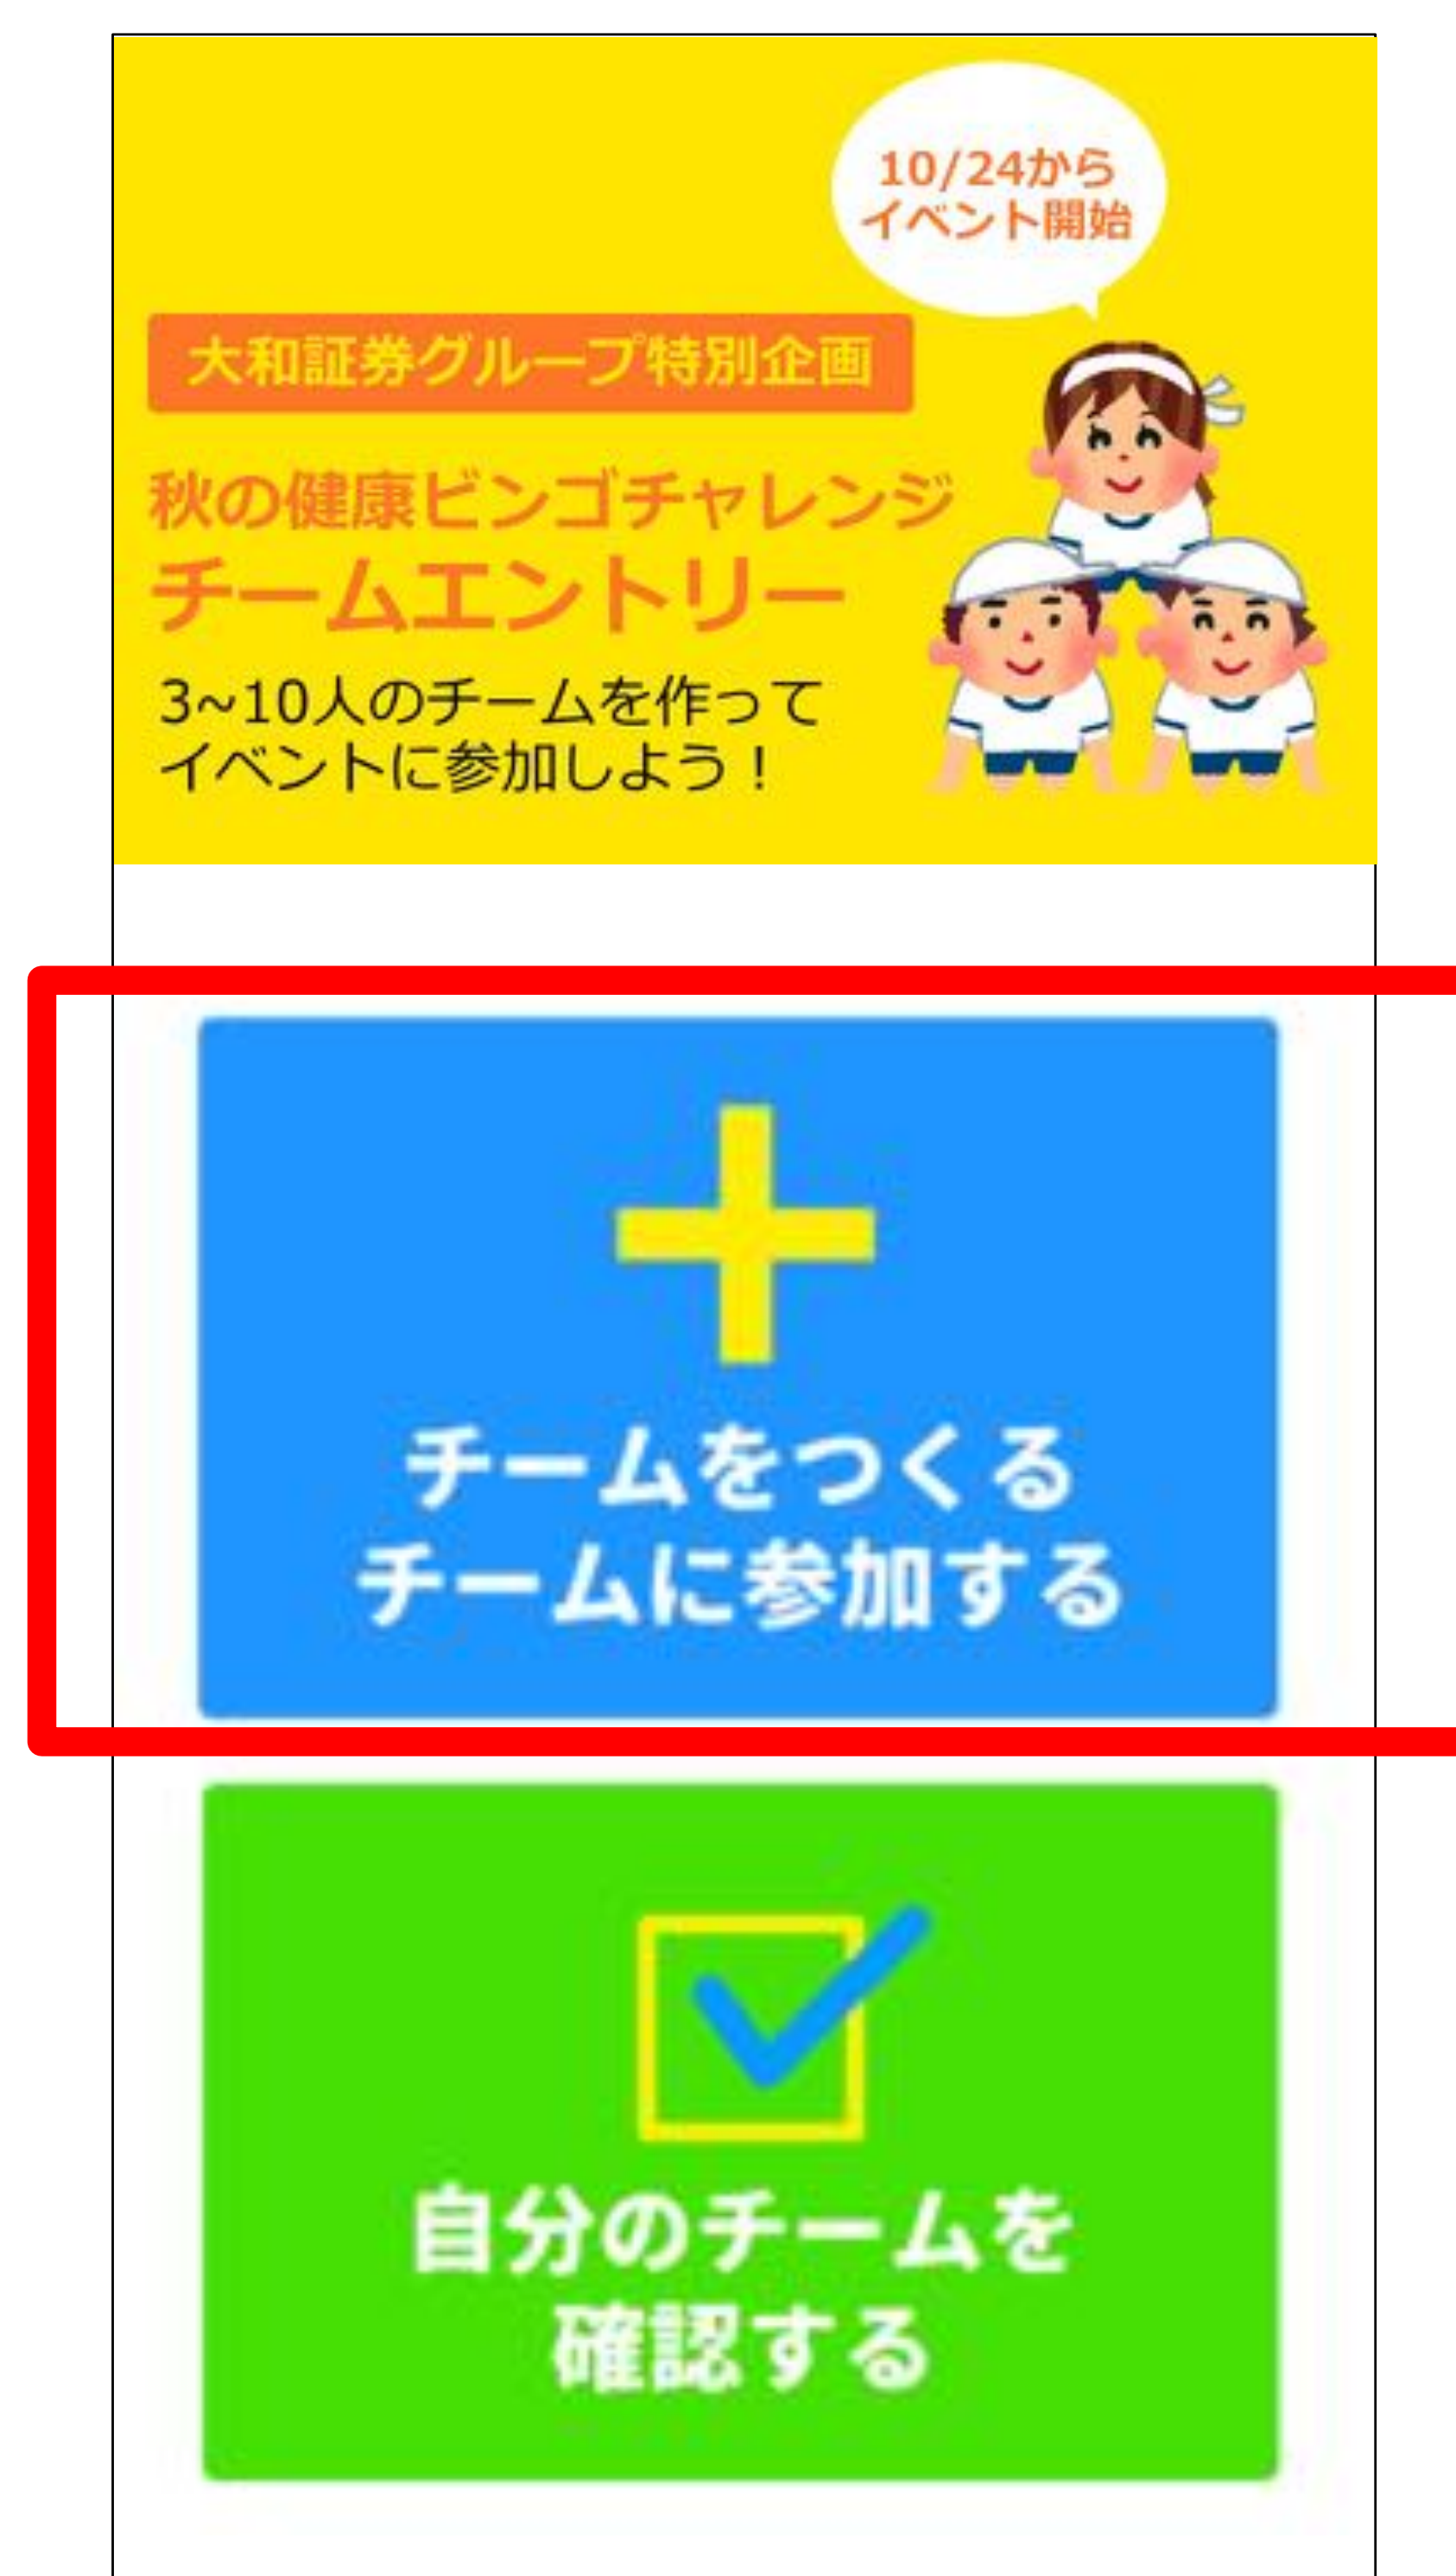 10/24から
イベント開始
大和証券グループ特別企画
秋の健康ビンゴチャレンジ
チームエントリー
3~10人のチームを作って
イベントに参加しよう！
チームをつくる
チームに参加する
自分のチームを
確認する